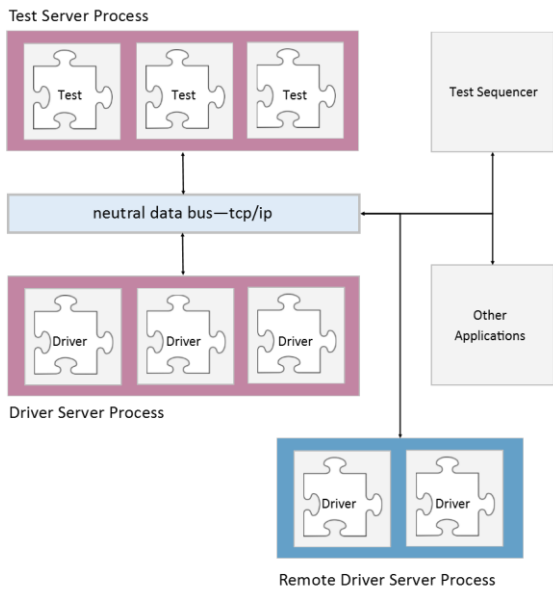 Test Server Process
Test
Test
Test
Test Sequencer
neutral data bus—tcp/ip
Driver
Driver
Driver
Other
Applications
Driver Server Process
Driver
Driver
Remote Driver Server Process